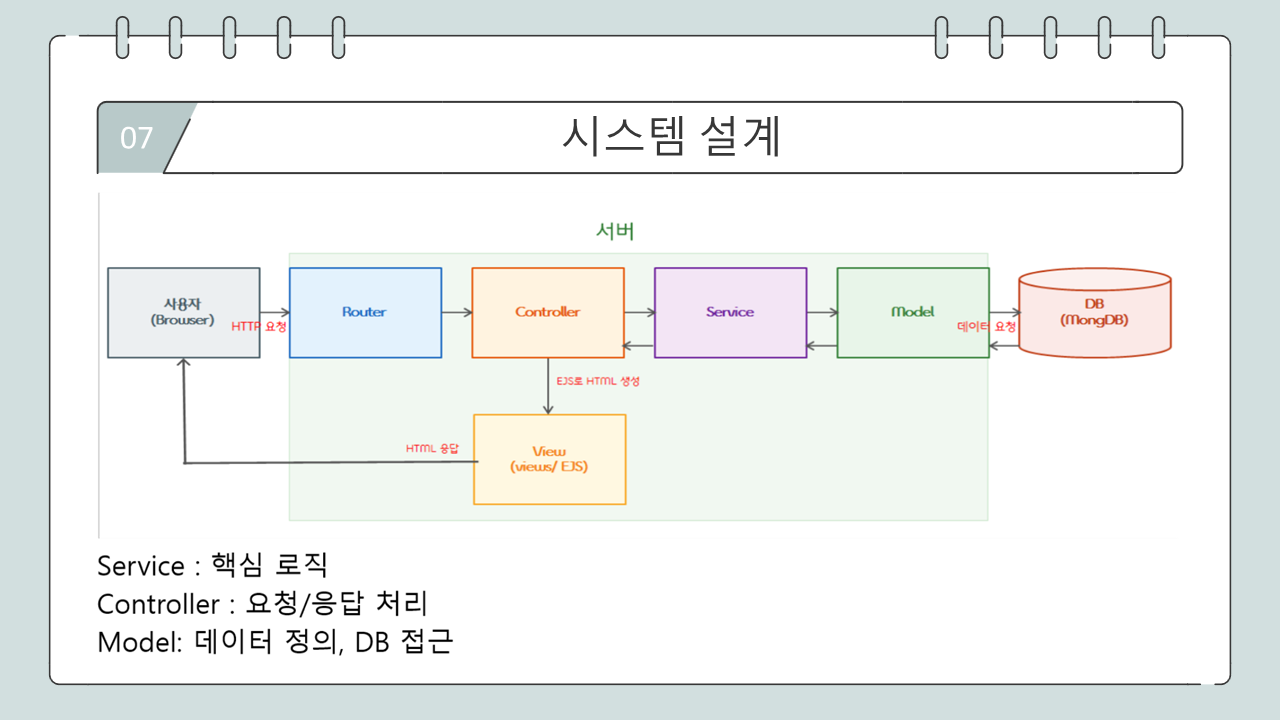 07
시스템 설계
서버
사용자
(Browser)
HTTP 요청
Router
Controller
Service
Model
데이터 요청
DB
(MongDB)
EJS로 HTML 생성
HTML 응답
View
(views/ EJS)
Service : 핵심 로직
Controller : 요청/응답 처리
Model: 데이터 정의, DB 접근